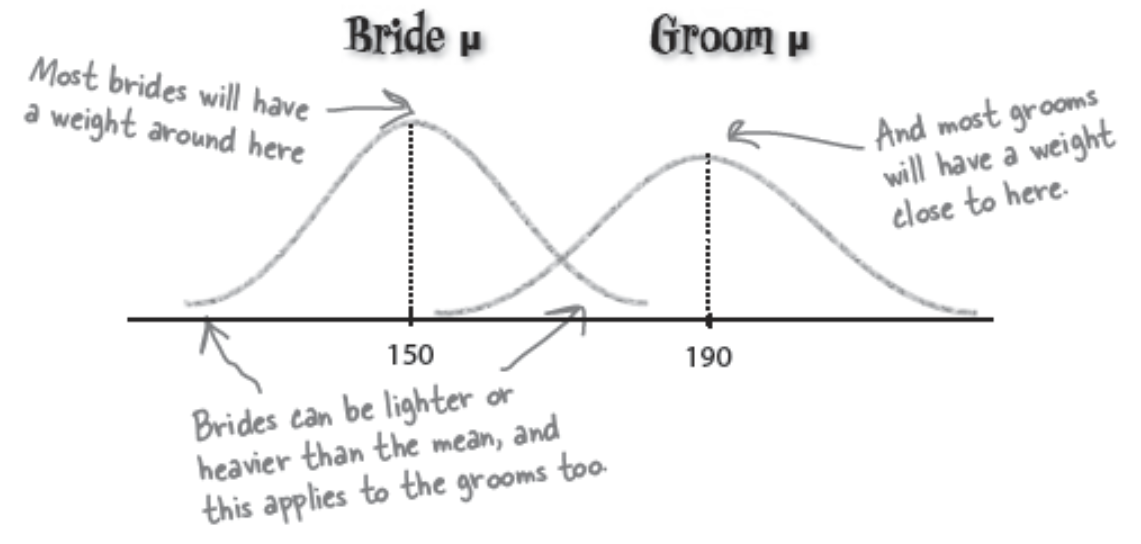 Bride μ
Groom μ
Most brides will have
a weight around here
And most grooms
will have a weight
close to here.
150
190
Brides can be lighter or
heavier than the mean, and
this applies to the grooms too.